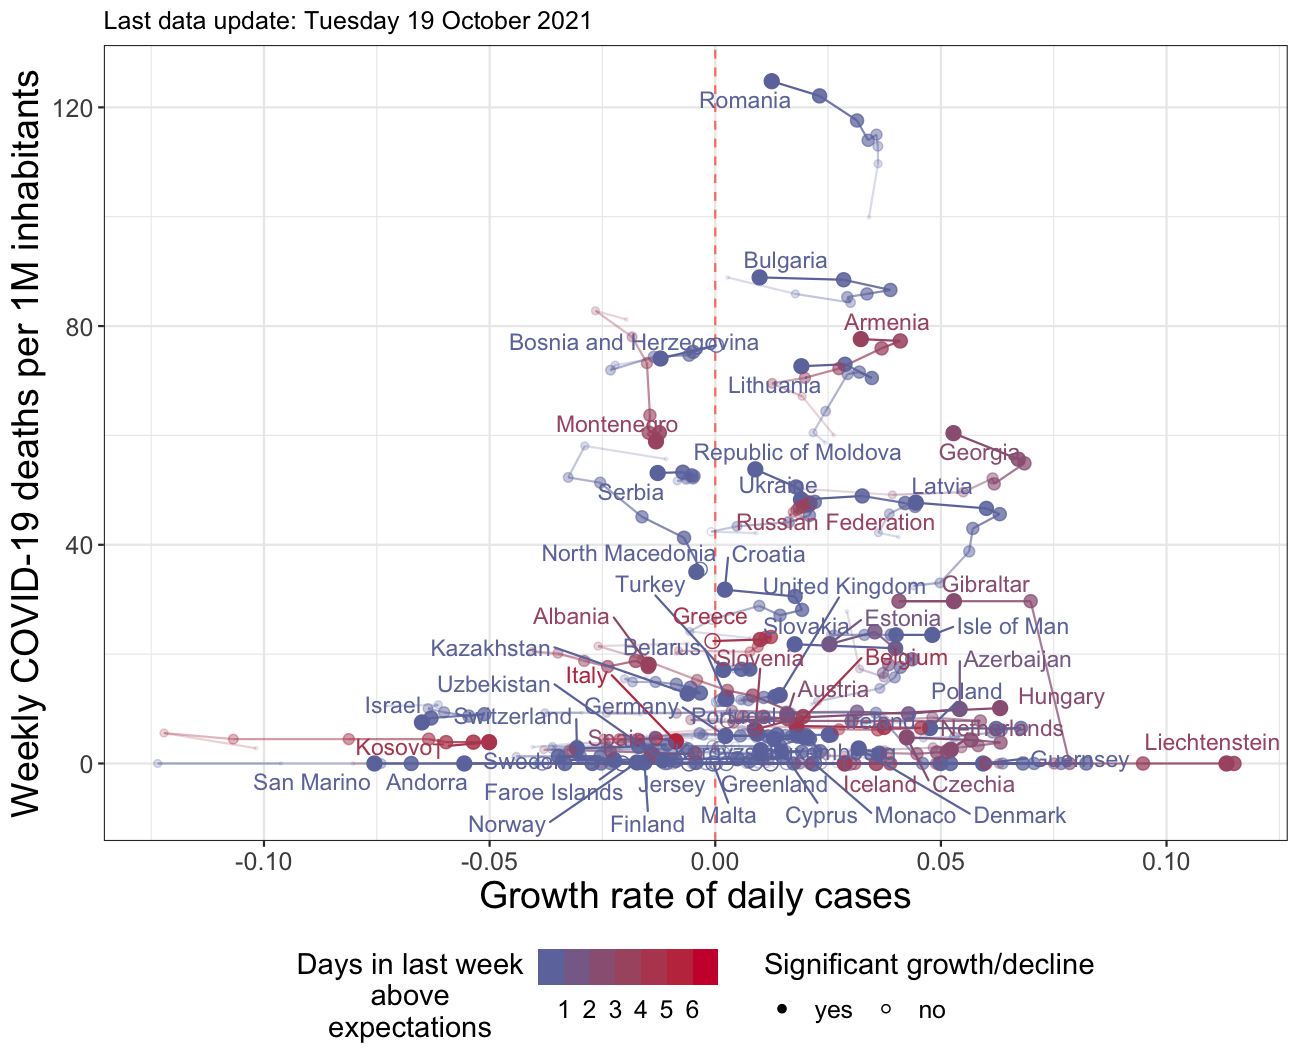 Last data update: Tuesday 19 October 2021
Weekly COVID-19 deaths per 1M inhabitants
120
80
40
0
Romania
Bulgaria
Armenia
Bosnia and Herzegovina
Lithuania
Montenegro
Republic of Moldova
Georgia
Serbia
Ukraine
Latvia
Russian Federation
North Macedonia
Croatia
Turkey
United Kingdom
Gibraltar
Albania
Greece
Slovakia
Estonia
Isle of Man
Kazakhstan
Belarus
Slovenia
Belgium
Azerbaijan
Italy
Uzbekistan
Austria
Poland
Hungary
Israel
Switzerland
Germany
Portugal
Ireland
Netherlands
Kosovo
Spain
Liechtenstein
Sweden
Guernsey
San Marino
Andorra
Faroe Islands
Jersey
Greenland
Iceland
Czechia
Norway
Finland
Malta
Cyprus
Monaco
Denmark
-0.10
-0.05
0.00
0.05
0.10
Growth rate of daily cases
Days in last week
above
expectations
1 2 3 4 5 6
Significant growth/decline
yes
no